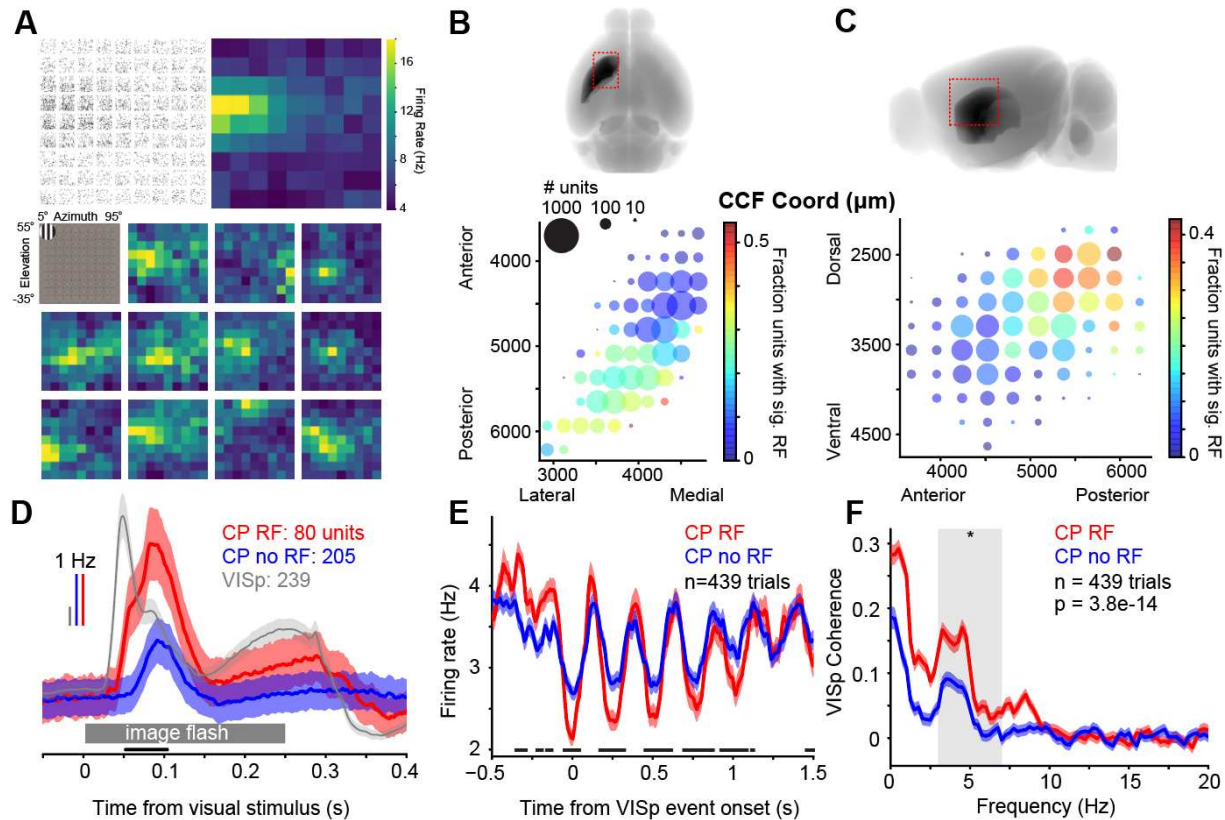 A
16
12
8
4
Firing Rate (Hz)
5° Azimuth 95°
55°
Elevation
-35°
B
# units
1000 100 10
CCF Coord (µm)
Anterior
Posterior
4000
5000
6000
4000
Lateral Medial
0.5
0
Fraction units with sig. RF
C
Dorsal
Ventral
2500
3500
4500
4000 5000 6000
Anterior Posterior
0.4
0
Fraction units with sig. RF
D
CP RF: 80 units
CP no RF: 205
VISp: 239
1 Hz
image flash
0 0.1 0.2 0.3 0.4
Time from visual stimulus (s)
E
CP RF
CP no RF
n=439 trials
Firing rate (Hz)
4
3
2
-0.5 0 0.5 1 1.5
Time from VISp event onset (s)
F
*
CP RF
CP no RF
n = 439 trials
p = 3.8e-14
VISp Coherence
0.3
0.2
0.1
0
0 5 10 15 20
Frequency (Hz)